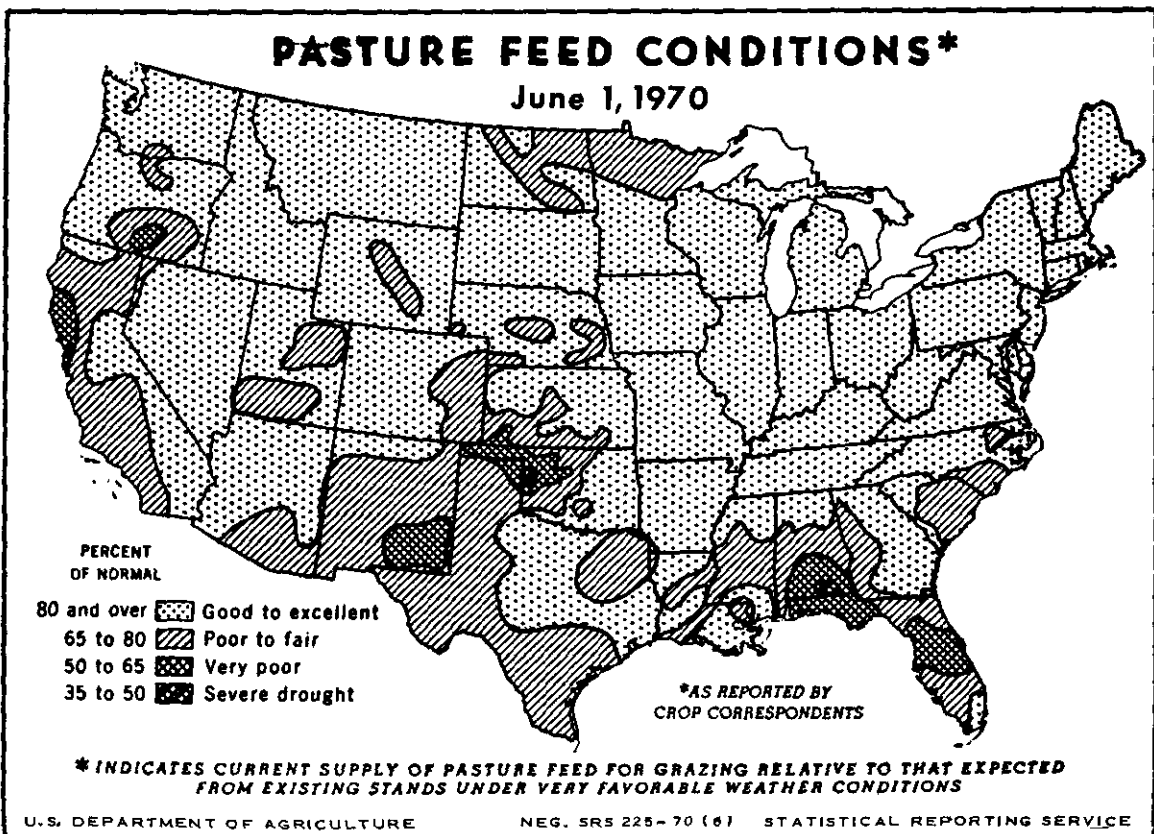 PASTURE FEED CONDITIONS*
June 1, 1970
PERCENT
OF NORMAL
80 and over Good to excellent
65 to 80 Poor to fair
50 to 65 Very poor
35 to 50 Severe drought
*AS REPORTED BY
CROP CORRESPONDENTS
* INDICATES CURRENT SUPPLY OF PASTURE FEED FOR GRAZING RELATIVE TO THAT EXPECTED
FROM EXISTING STANDS UNDER VERY FAVORABLE WEATHER CONDITIONS
U.S. DEPARTMENT OF AGRICULTURE NEG. SRS 225-70 (6) STATISTICAL REPORTING SERVICE